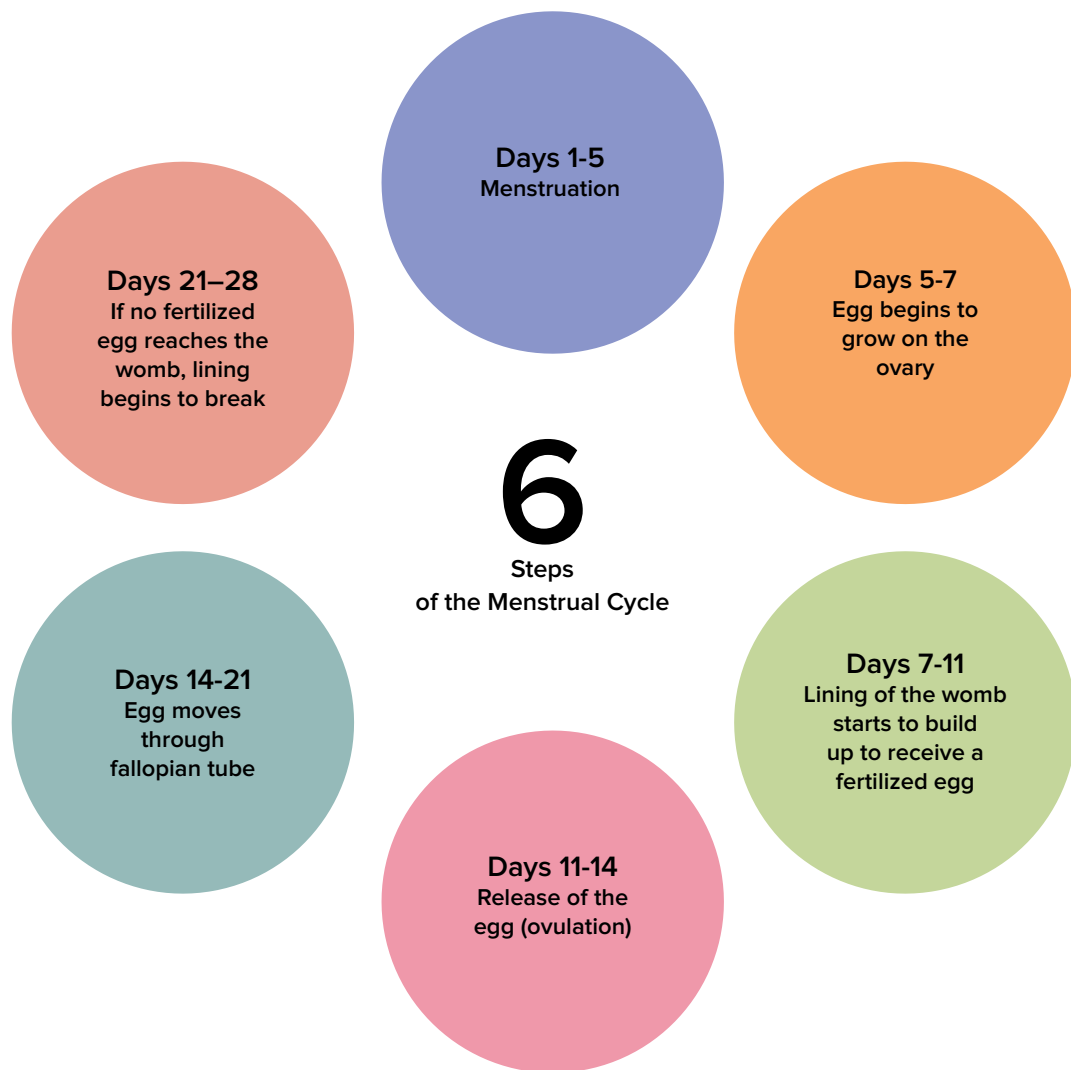 Days 1-5
Menstruation
Days 5-7
Egg begins to
grow on the
ovary
Days 7-11
Lining of the womb
starts to build
up to receive a
fertilized egg
Days 11-14
Release of the
egg (ovulation)
Days 14-21
Egg moves
through
fallopian tube
Days 21–28
If no fertilized
egg reaches the
womb, lining
begins to break
6
Steps
of the Menstrual Cycle